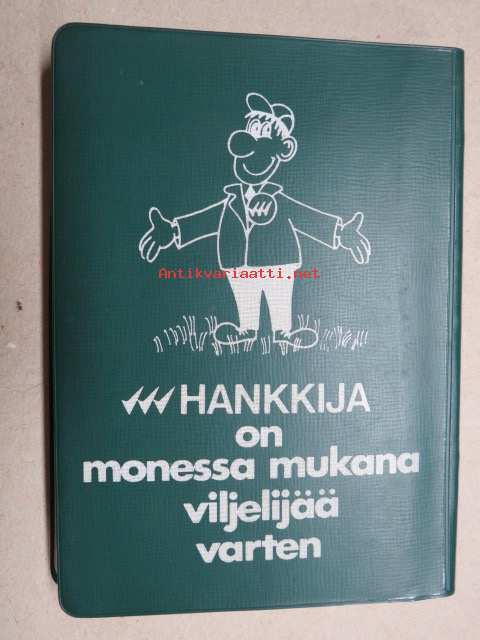 Antikvariaatti.net
HANKKIJA
on
monessa mukana
viljelijää
varten